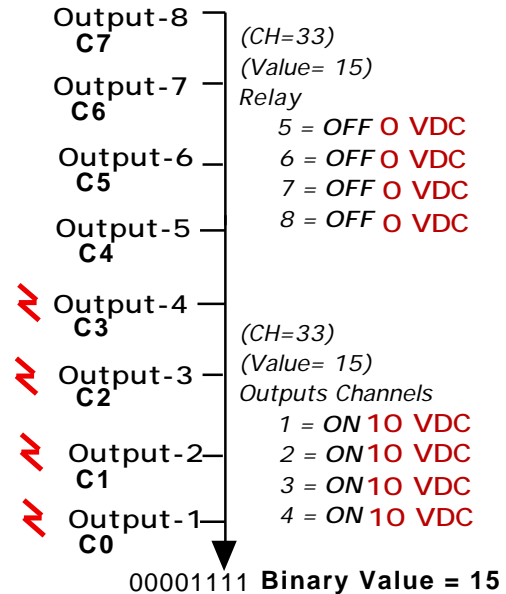 Output-8
C7
Output-7
C6
Output-6
C5
Output-5
C4
Output-4
C3
Output-3
C2
Output-2
C1
Output-1
C0
(CH=33)
(Value= 15)
Relay
5 = OFF 0 VDC
6 = OFF 0 VDC
7 = OFF 0 VDC
8 = OFF 0 VDC
(CH=33)
(Value= 15)
Outputs Channels
1 = ON 10 VDC
2 = ON 10 VDC
3 = ON 10 VDC
4 = ON 10 VDC
00001111 Binary Value = 15